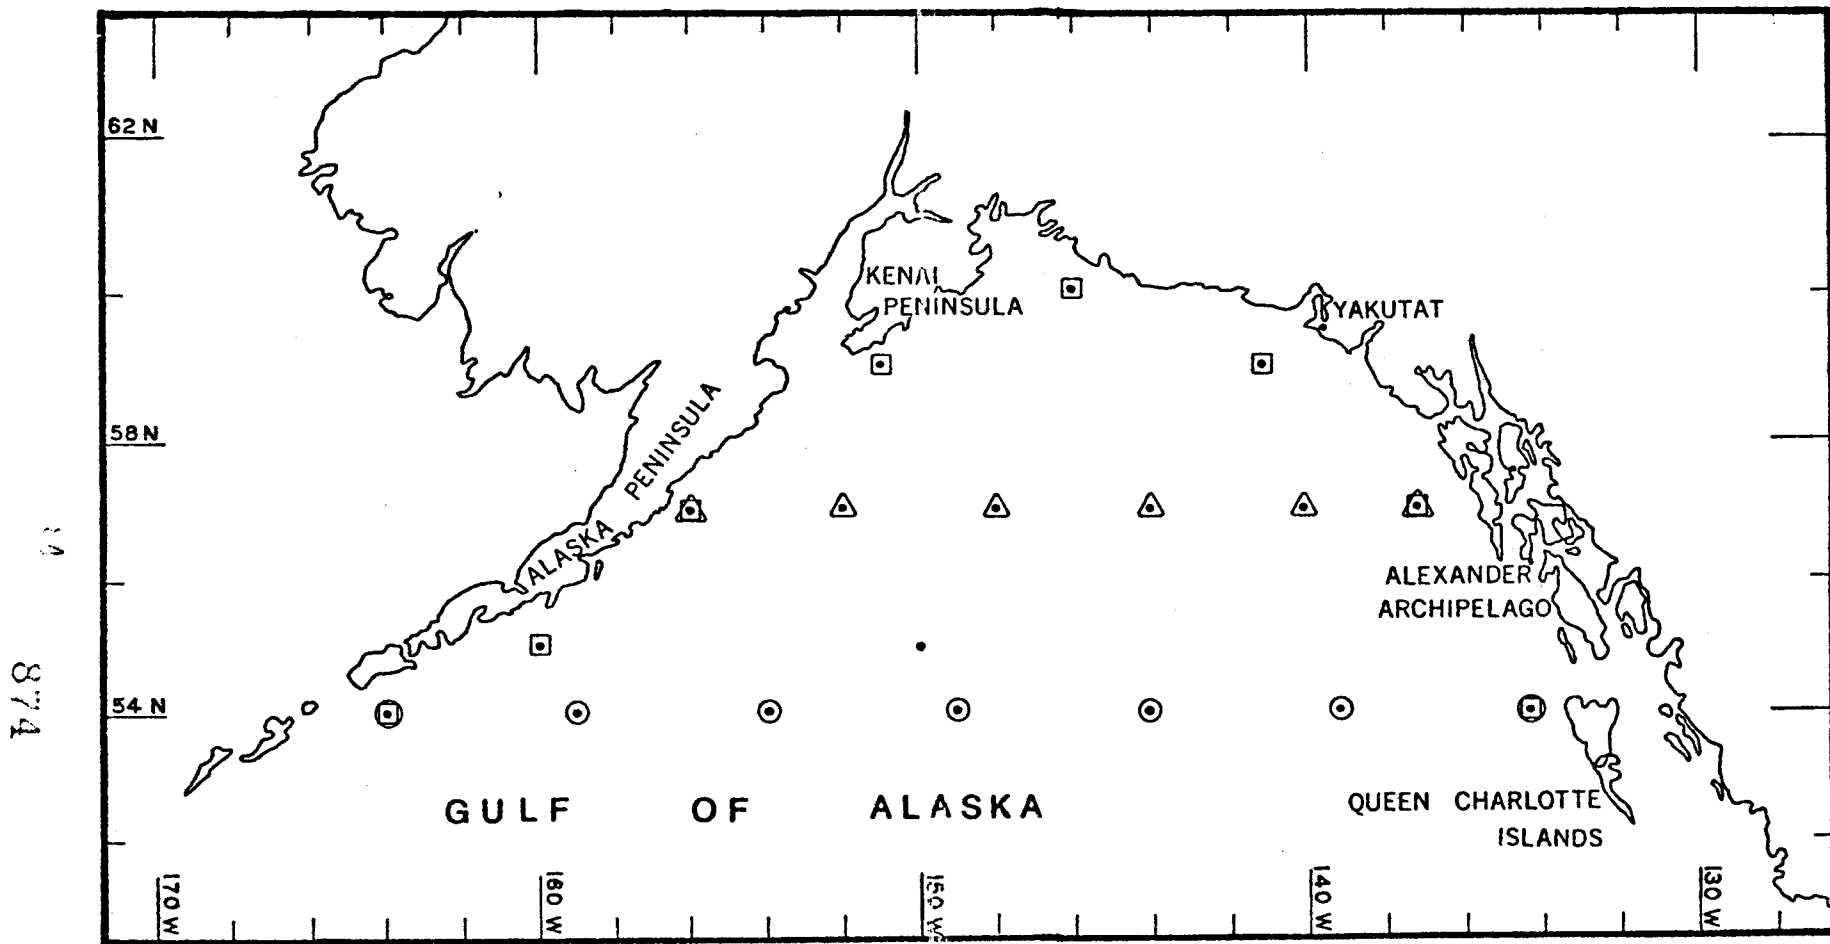 62 N
KENAI
PENINSULA
YAKUTAT
58 N
PENINSULA
ALASKA
ALEXANDER
ARCHIPELAGO
54 N
GULF OF ALASKA
QUEEN CHARLOTTE
ISLANDS
170 W
160 W
150 W
140 W
130 W
874